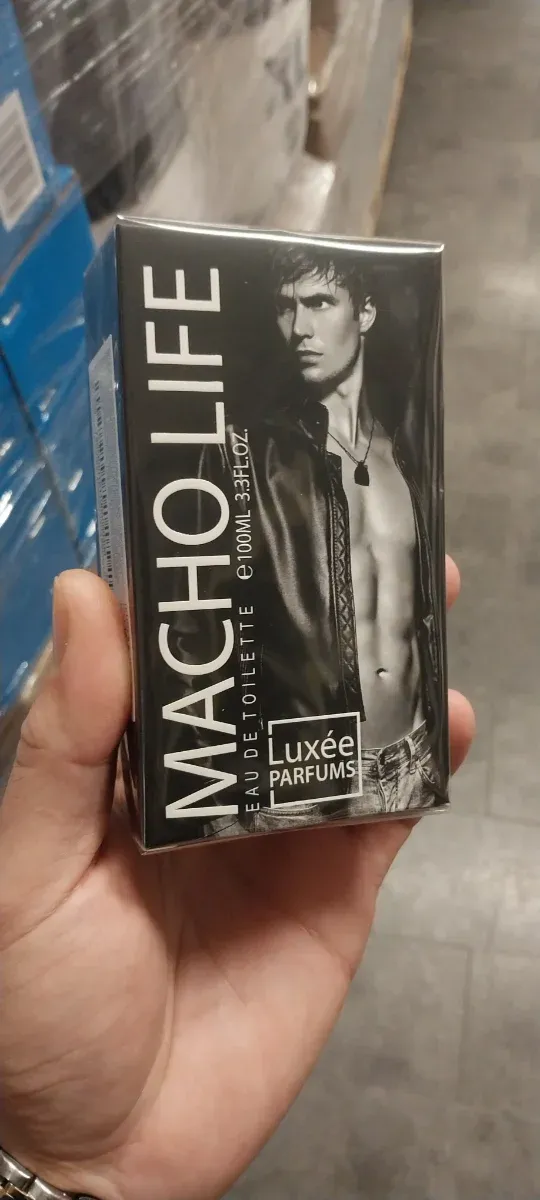 MACHO LIFE
EAU DE TOILETTE ℮100ML 3.3FL.OZ.
Luxée
PARFUMS